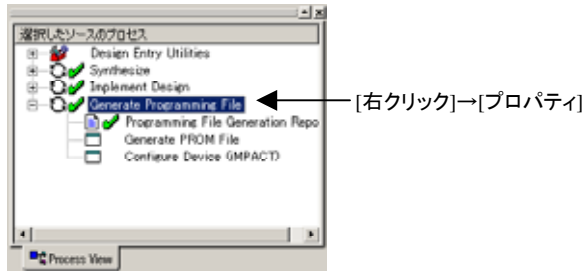 選択したソースのプロセス
Design Entry Utilities
Synthesize
Implement Design
Generate Programming File
[右クリック]→[プロパティ]
Programming File Generation Repo
Generate PROM File
Configure Device (iMPACT)
Process View